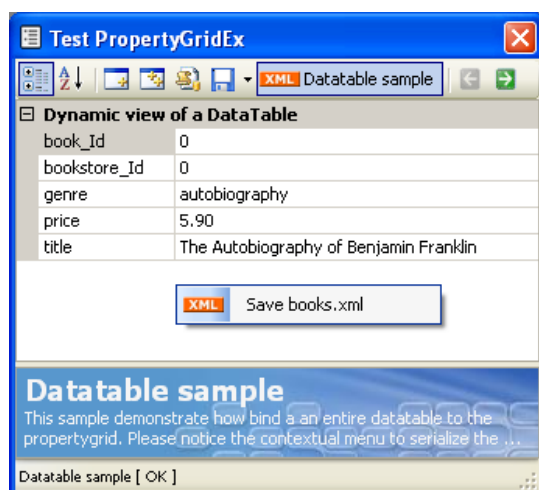 Test PropertyGridEx
XML Datatable sample
Dynamic view of a DataTable
book_Id 0
bookstore_Id 0
genre autobiography
price 5.90
title The Autobiography of Benjamin Franklin
XML Save books.xml
Datatable sample
This sample demonstrate how bind a an entire datatable to the
propertygrid. Please notice the contextual menu to serialize the ...
Datatable sample [ OK ]